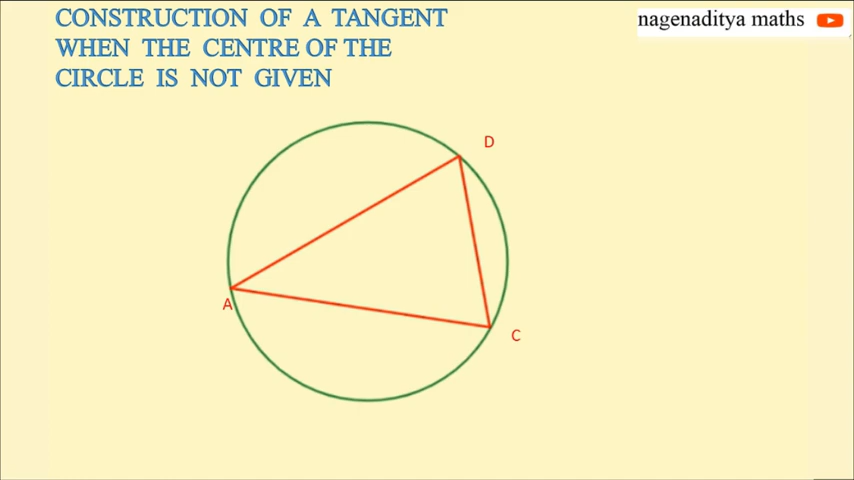 CONSTRUCTION OF A TANGENT
WHEN THE CENTRE OF THE
CIRCLE IS NOT GIVEN
nagenaditya maths
D
A
C